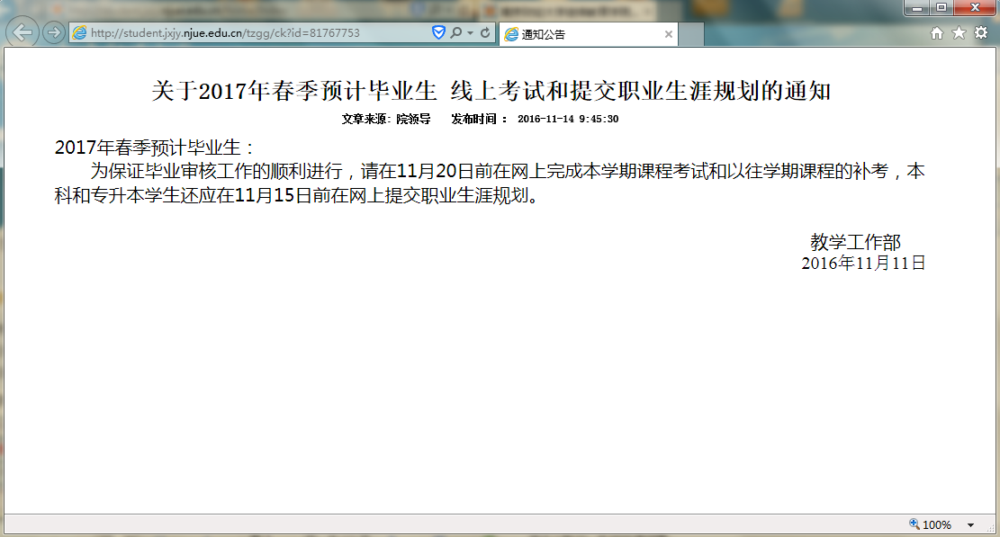 http://student.jxjy.njue.edu.cn/tzgg/ck?id=81767753
通知公告
关于2017年春季预计毕业生 线上考试和提交职业生涯规划的通知
文章来源: 院领导 发布时间 : 2016-11-14 9:45:30
2017年春季预计毕业生：
为保证毕业审核工作的顺利进行，请在11月20日前在网上完成本学期课程考试和以往学期课程的补考，本
科和专升本学生还应在11月15日前在网上提交职业生涯规划。
教学工作部
2016年11月11日
100%